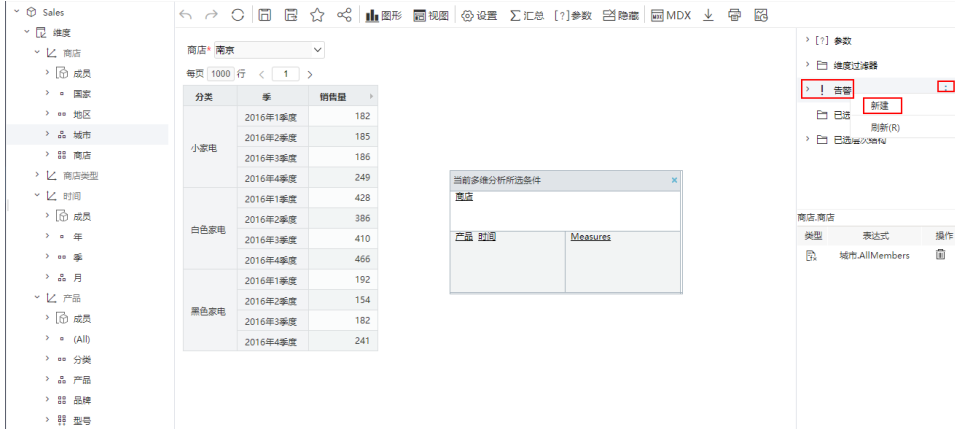 Sales
维度
商店
成员
国家
地区
城市
商店
商店类型
时间
成员
年
季
月
产品
成员
(All)
分类
产品
品牌
型号
图形 视图 设置 汇总 [?]参数 隐藏 MDX
商店* 南京
每页 1000 行 < 1 >
分类 季 销售量
小家电
2016年1季度 182
2016年2季度 185
2016年3季度 186
2016年4季度 249
白色家电
2016年1季度 428
2016年2季度 386
2016年3季度 410
2016年4季度 466
黑色家电
2016年1季度 192
2016年2季度 154
2016年3季度 182
2016年4季度 241
当前多维分析所选条件 ×
商店
产品 时间 Measures
[?] 参数
维度过滤器
! 告警
新建
刷新(R)
已选
已选层次结构
商店.商店
类型 表达式 操作
城市.AllMembers